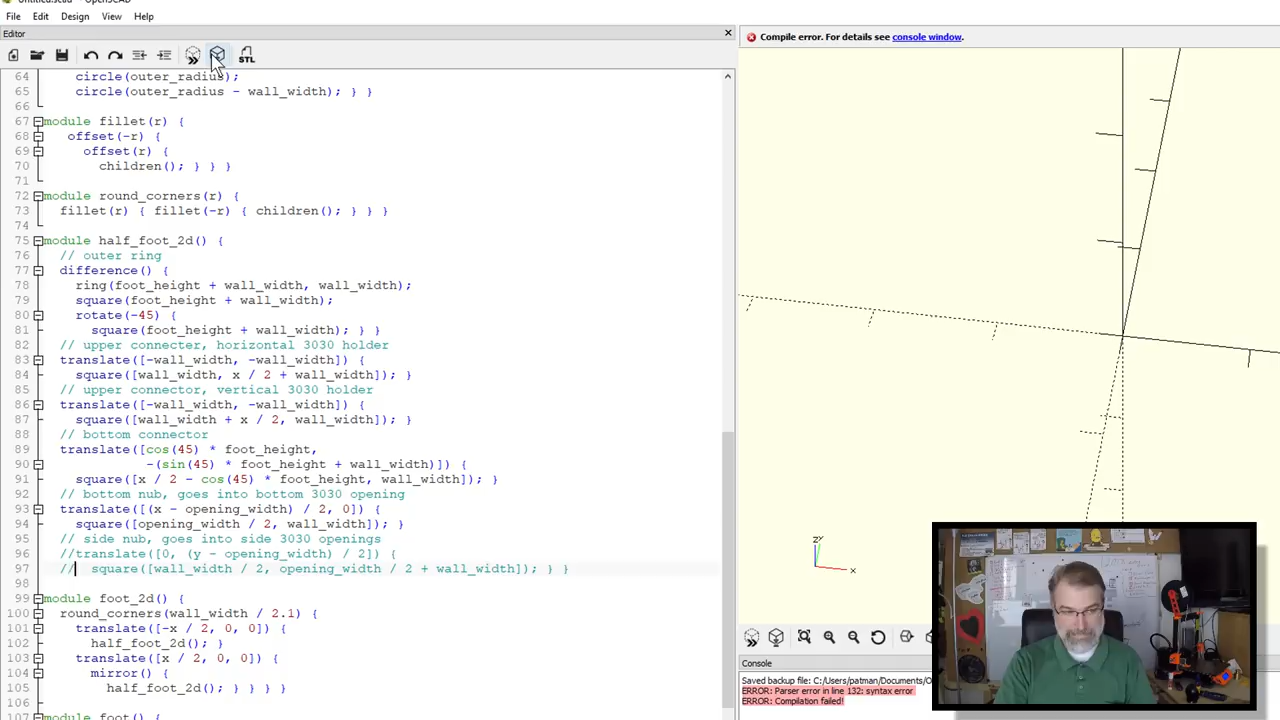 File Edit Design View Help
Editor
STL
64 circle(outer_radius);
65 circle(outer_radius - wall_width); } }
66
67 module fillet(r) {
68 offset(-r) {
69 offset(r) {
70 children(); } } }
71
72 module round_corners(r) {
73 fillet(r) { fillet(-r) { children(); } } }
74
75 module half_foot_2d() {
76 // outer ring
77 difference() {
78 ring(foot_height + wall_width, wall_width);
79 square(foot_height + wall_width);
80 rotate(-45) {
81 square(foot_height + wall_width); } }
82 // upper connecter, horizontal 3030 holder
83 translate([-wall_width, -wall_width]) {
84 square([wall_width, x / 2 + wall_width]); }
85 // upper connector, vertical 3030 holder
86 translate([-wall_width, -wall_width]) {
87 square([wall_width + x / 2, wall_width]); }
88 // bottom connector
89 translate([cos(45) * foot_height,
90 -(sin(45) * foot_height + wall_width)]) {
91 square([x / 2 - cos(45) * foot_height, wall_width]); }
92 // bottom nub, goes into bottom 3030 opening
93 translate([(x - opening_width) / 2, 0]) {
94 square([opening_width / 2, wall_width]); }
95 // side nub, goes into side 3030 openings
96 //translate([0, (y - opening_width) / 2]) {
97 // square([wall_width / 2, opening_width / 2 + wall_width]); } }
98
99 module foot_2d() {
100 round_corners(wall_width / 2.1) {
101 translate([-x / 2, 0, 0]) {
102 half_foot_2d(); }
103 translate([x / 2, 0, 0]) {
104 mirror() {
105 half_foot_2d(); } } } }
Compile error. For details see console window.
Z Y
x
Console
Saved backup file: C:/Users/patman/Documents/O
ERROR: Parser error in line 132: syntax error
ERROR: Compilation failed!